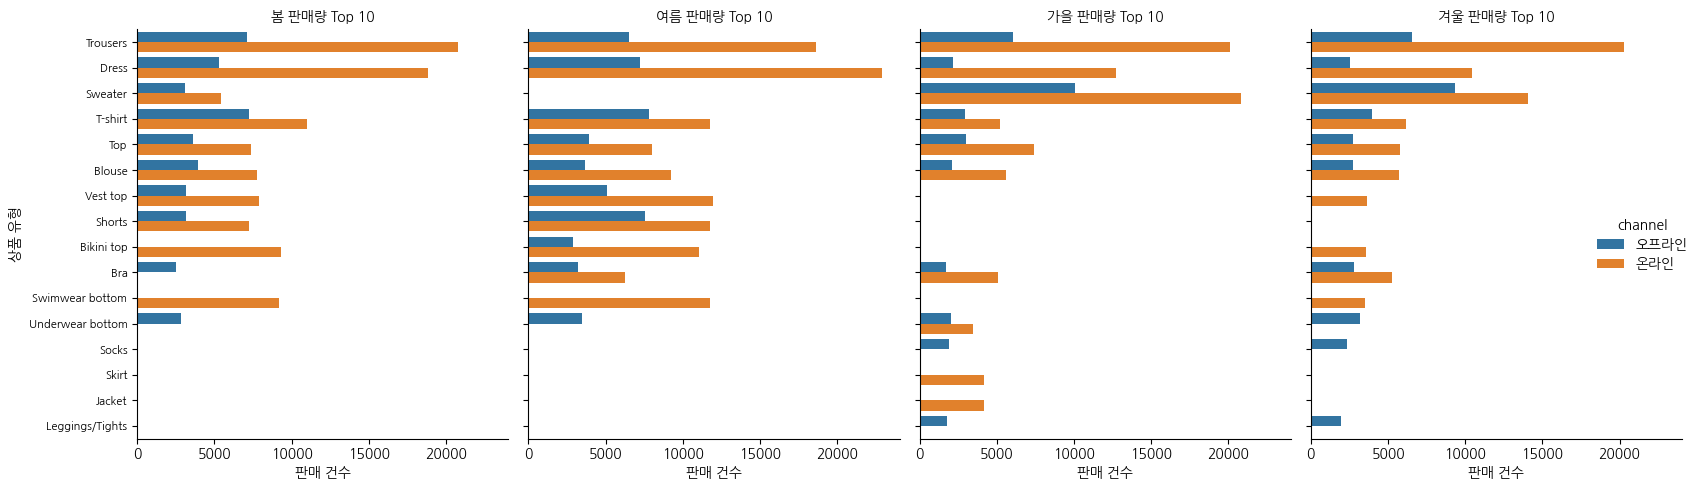 봄 판매량 Top 10
여름 판매량 Top 10
가을 판매량 Top 10
겨울 판매량 Top 10
상품 유형
Trousers
Dress
Sweater
T-shirt
Top
Blouse
Vest top
Shorts
Bikini top
Bra
Swimwear bottom
Underwear bottom
Socks
Skirt
Jacket
Leggings/Tights
channel
오프라인
온라인
0 5000 10000 15000 20000
0 5000 10000 15000 20000
0 5000 10000 15000 20000
0 5000 10000 15000 20000
판매 건수
판매 건수
판매 건수
판매 건수